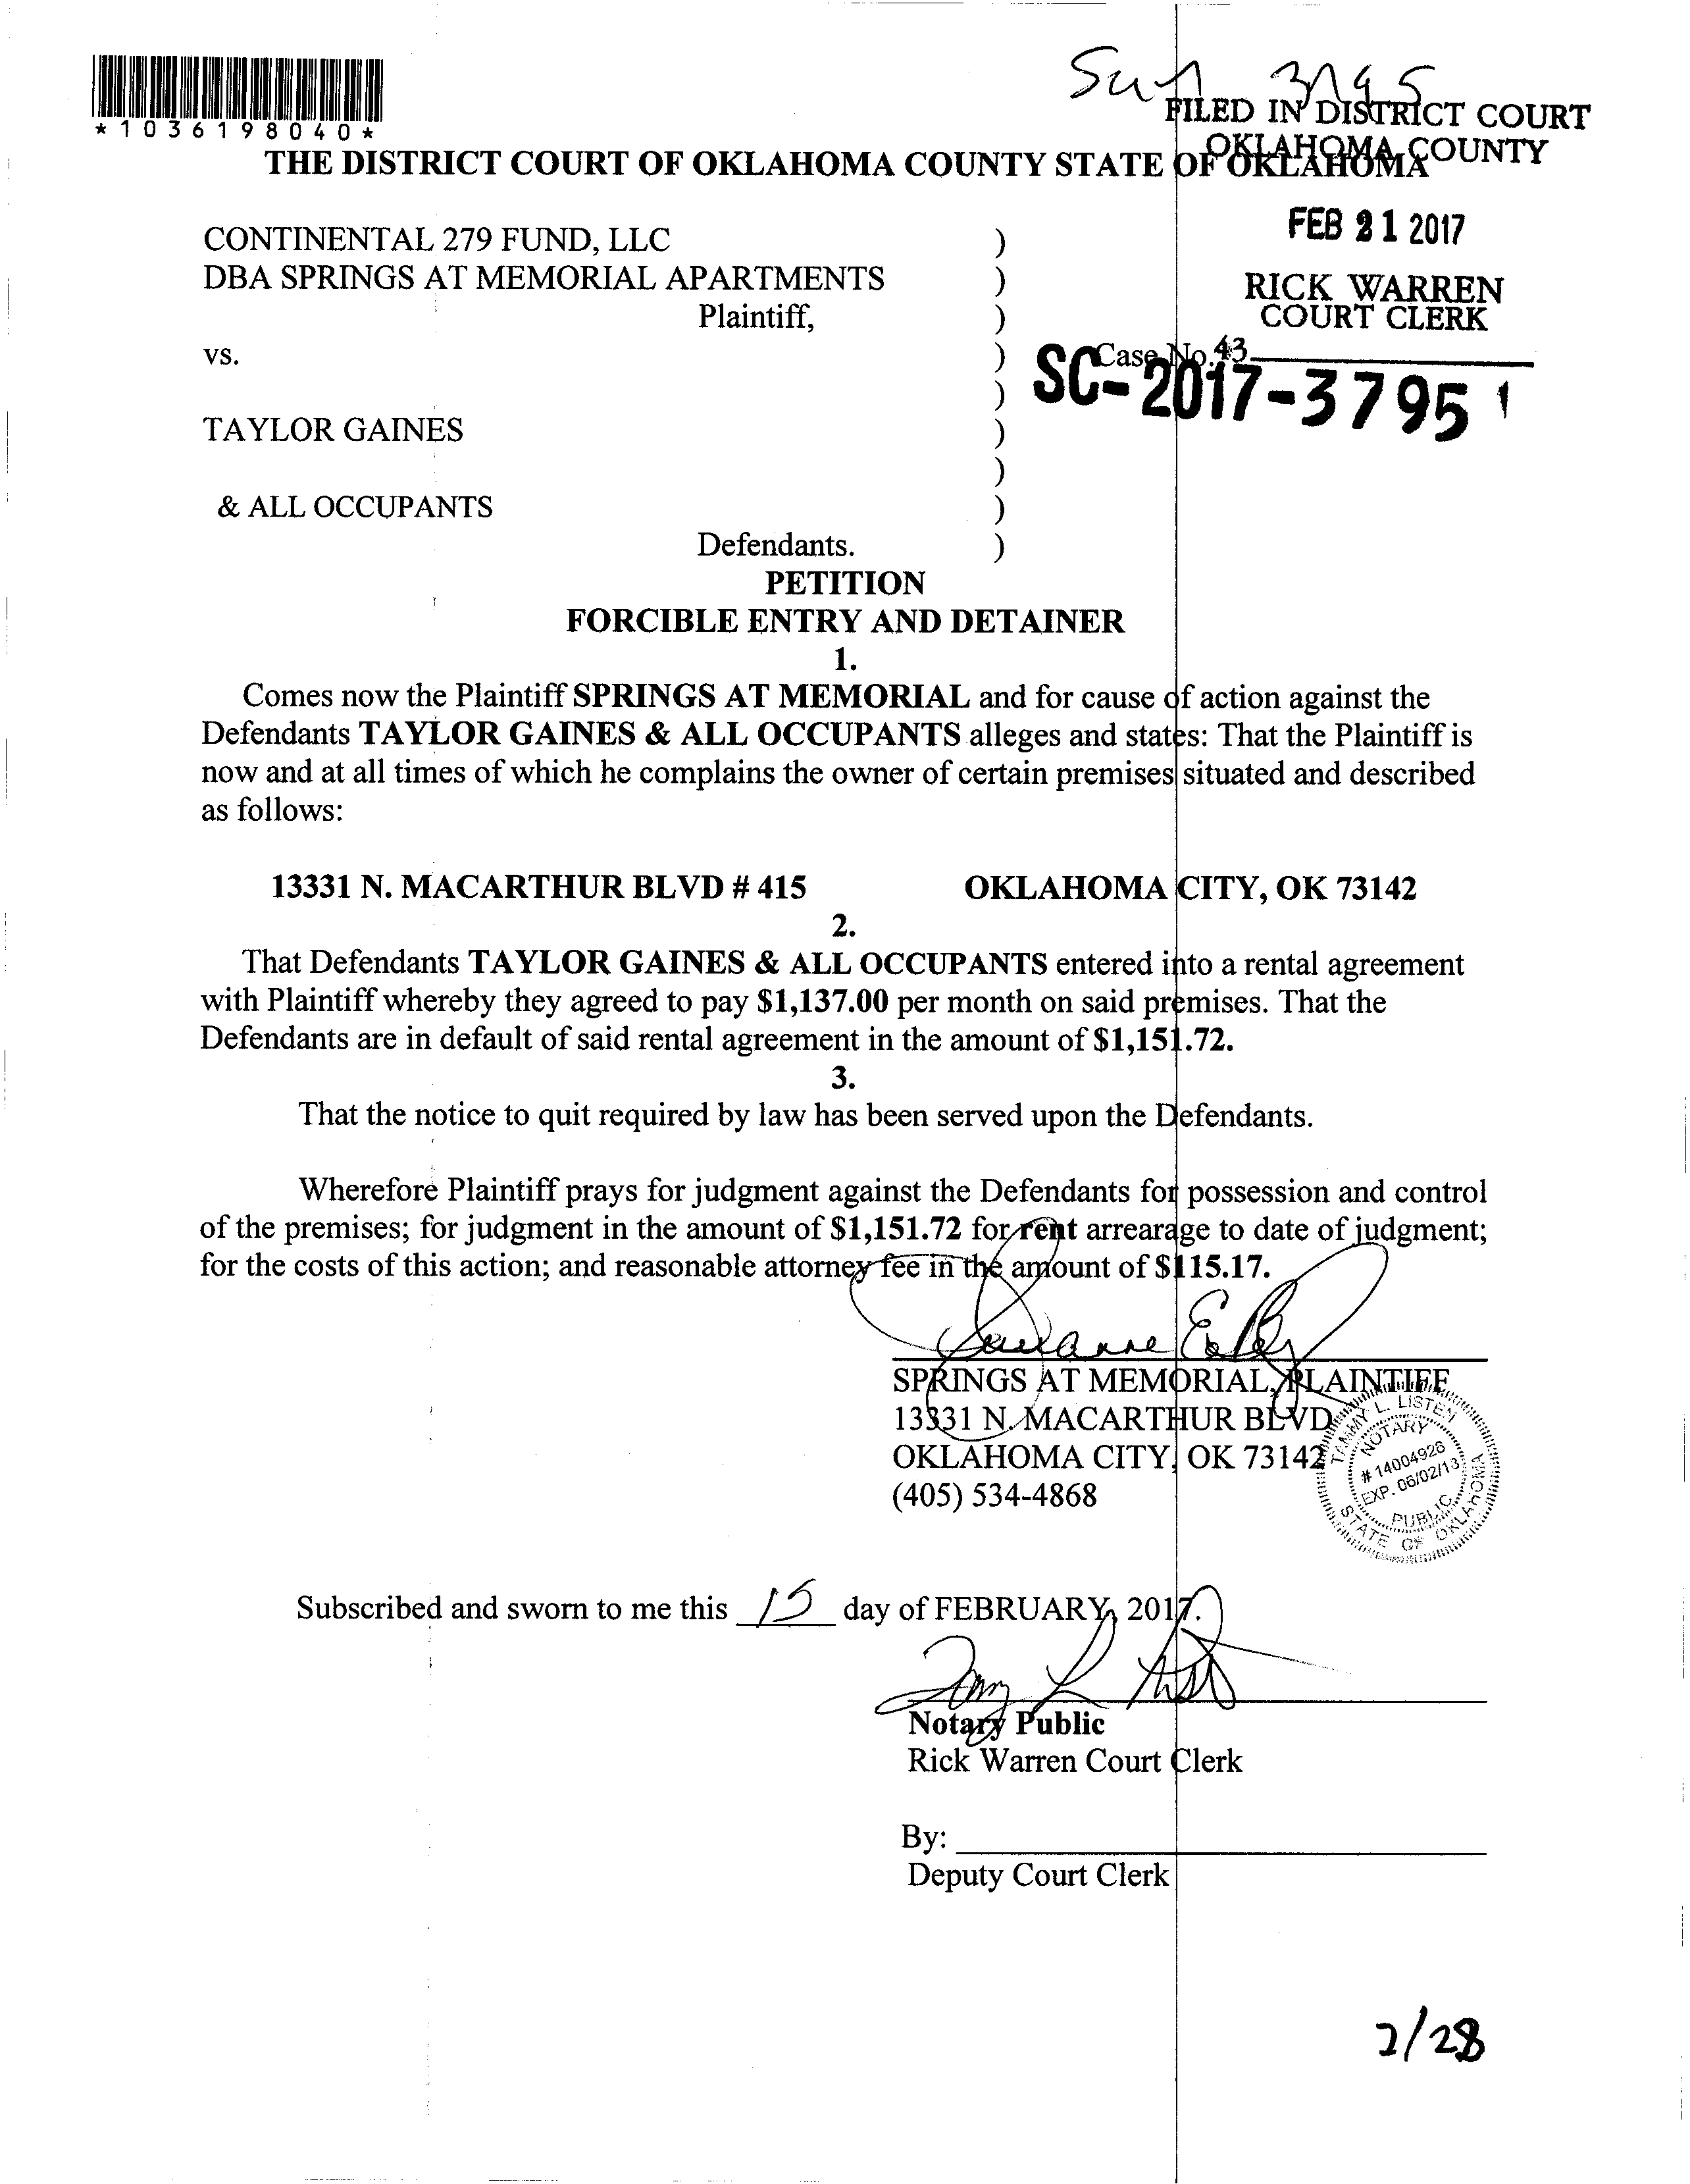 *1036198040*
3795
FILED IN DISTRICT COURT
OKLAHOMA COUNTY
THE DISTRICT COURT OF OKLAHOMA COUNTY STATE OF OKLAHOMA
FEB 21 2017
RICK WARREN
COURT CLERK
CONTINENTAL 279 FUND, LLC )
DBA SPRINGS AT MEMORIAL APARTMENTS )
Plaintiff, )
vs. ) Case No. 43
) SC-2017-3795
TAYLOR GAINES )
)
& ALL OCCUPANTS )
Defendants. )
PETITION
FORCIBLE ENTRY AND DETAINER
1.
Comes now the Plaintiff SPRINGS AT MEMORIAL and for cause of action against the
Defendants TAYLOR GAINES & ALL OCCUPANTS alleges and states: That the Plaintiff is
now and at all times of which he complains the owner of certain premises situated and described
as follows:
13331 N. MACARTHUR BLVD # 415 OKLAHOMA CITY, OK 73142
2.
That Defendants TAYLOR GAINES & ALL OCCUPANTS entered into a rental agreement
with Plaintiff whereby they agreed to pay $1,137.00 per month on said premises. That the
Defendants are in default of said rental agreement in the amount of $1,151.72.
3.
That the notice to quit required by law has been served upon the Defendants.
Wherefore Plaintiff prays for judgment against the Defendants for possession and control
of the premises; for judgment in the amount of $1,151.72 for rent arrearage to date of judgment;
for the costs of this action; and reasonable attorney fee in the amount of $115.17.
SPRINGS AT MEMORIAL, PLAINTIFF
13331 N. MACARTHUR BLVD
OKLAHOMA CITY, OK 73142
(405) 534-4868
TAMMY L. LISTEN
NOTARY
# 14004926
EXP. 06/02/13
PUBLIC
STATE OF OKLAHOMA
Subscribed and sworn to me this 15 day of FEBRUARY, 2017.
Notary Public
Rick Warren Court Clerk
By:
Deputy Court Clerk
2/28